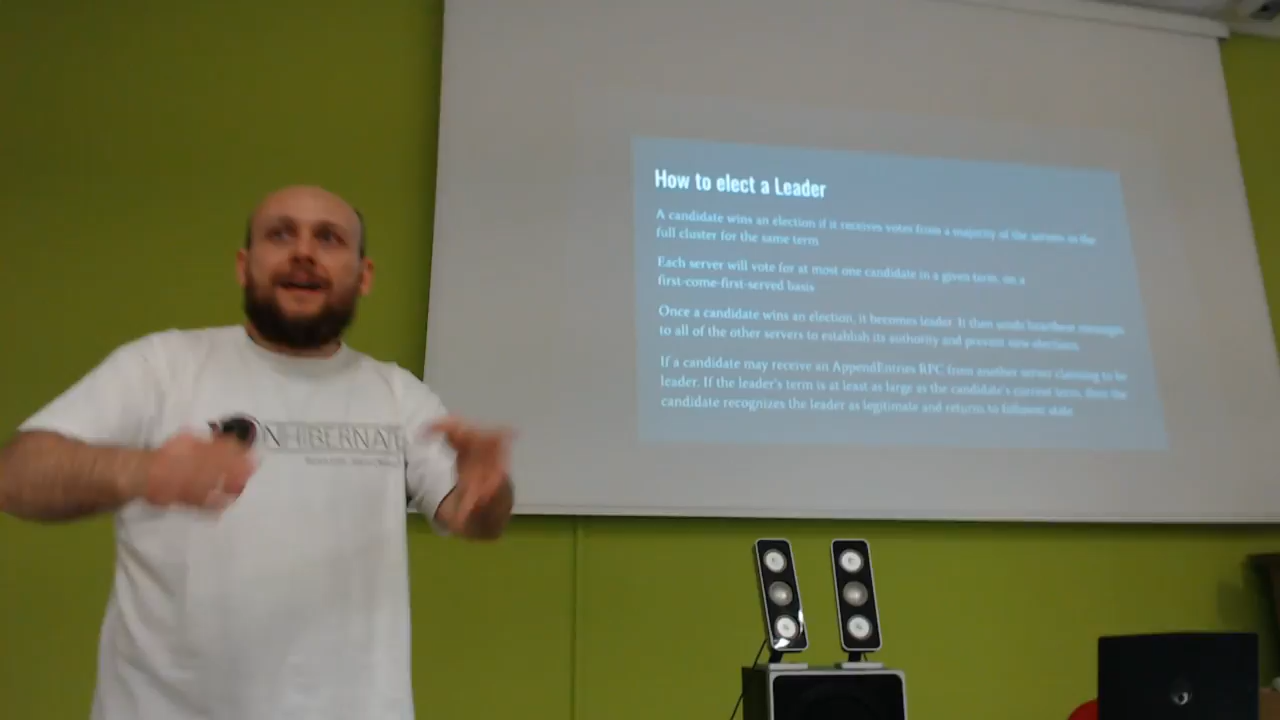 How to elect a Leader
A candidate wins an election if it receives votes from a majority of the servers in the
full cluster for the same term
Each server will vote for at most one candidate in a given term, on a
first-come-first-served basis
Once a candidate wins an election, it becomes leader. It then sends heartbeat messages
to all of the other servers to establish its authority and prevent new elections.
If a candidate may receive an AppendEntries RPC from another server claiming to be
leader. If the leader's term is at least as large as the candidate's current term, then the
candidate recognizes the leader as legitimate and returns to follower state